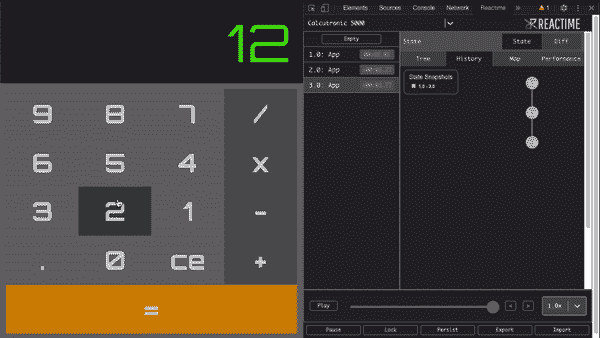 12
9 8 7 /
6 5 4 x
3 2 1 -
. 0 ce +
=
Elements Sources Console Network Reactime » 1
Calcutronic 5000
REACTIME
Empty
State State Diff
1.0: App
2.0: App
3.0: App
Tree History Map Performance
State Snapshots
1.0 - 3.0
Play 1.0x
Pause Lock Persist Export Import